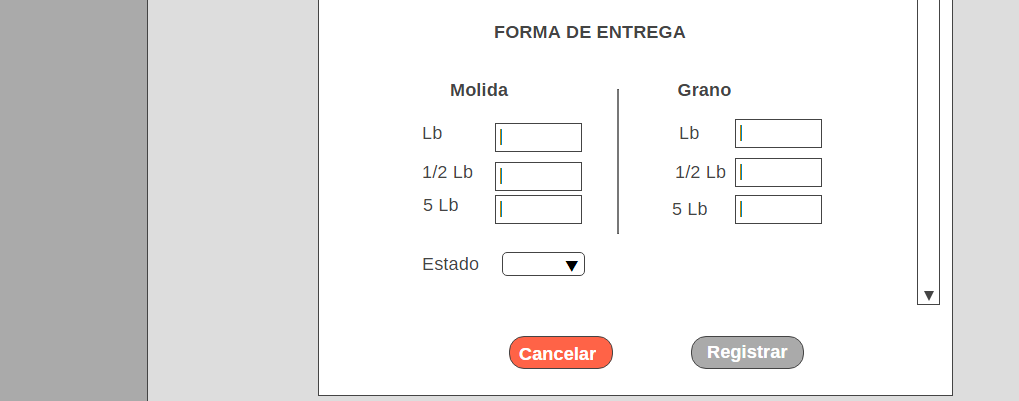 FORMA DE ENTREGA
Molida Grano
Lb Lb
1/2 Lb 1/2 Lb
5 Lb 5 Lb
Estado
Cancelar Registrar